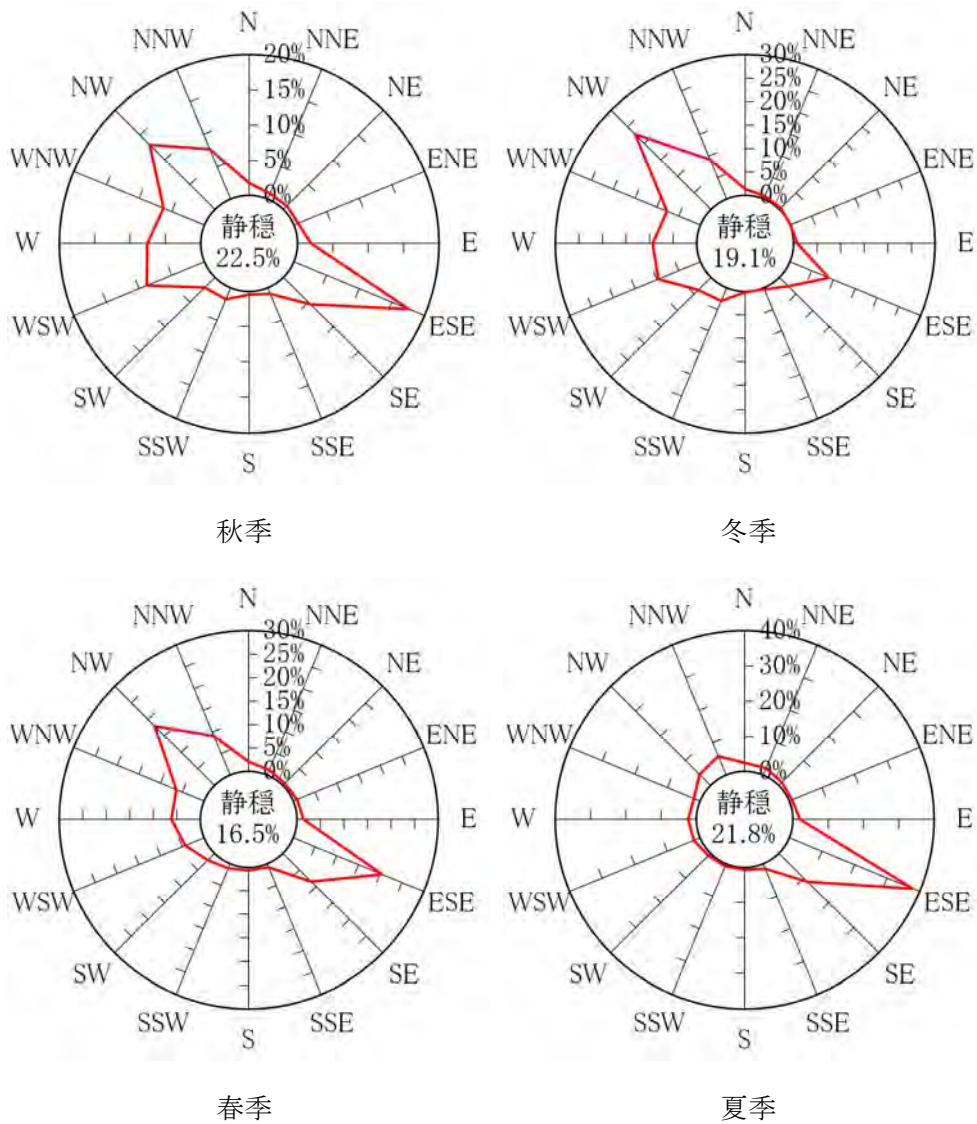 N
NNW
NNE
20%
NW
15%
NE
10%
WNW
5%
ENE
0%
静穏
W
22.5%
E
WSW
ESE
SW
SE
SSW
SSE
S
秋季
N
NNW
NNE
30%
25%
NW
20%
NE
15%
WNW
10%
ENE
5%
0%
静穏
W
19.1%
E
WSW
ESE
SW
SE
SSW
SSE
S
冬季
N
NNW
NNE
30%
25%
NW
20%
NE
15%
WNW
10%
ENE
5%
0%
静穏
W
16.5%
E
WSW
ESE
SW
SE
SSW
SSE
S
春季
N
NNW
NNE
40%
NW
30%
NE
20%
WNW
10%
ENE
0%
静穏
W
21.8%
E
WSW
ESE
SW
SE
SSW
SSE
S
夏季